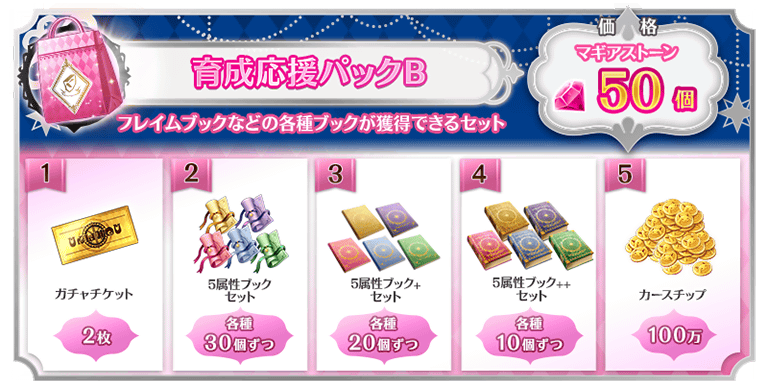 価格
マギアストーン
50個
育成応援パックB
フレイムブックなどの各種ブックが獲得できるセット
1
ガチャチケット
2枚
2
5属性ブック
セット
各種
30個ずつ
3
5属性ブック+
セット
各種
20個ずつ
4
5属性ブック++
セット
各種
10個ずつ
5
カースチップ
100万